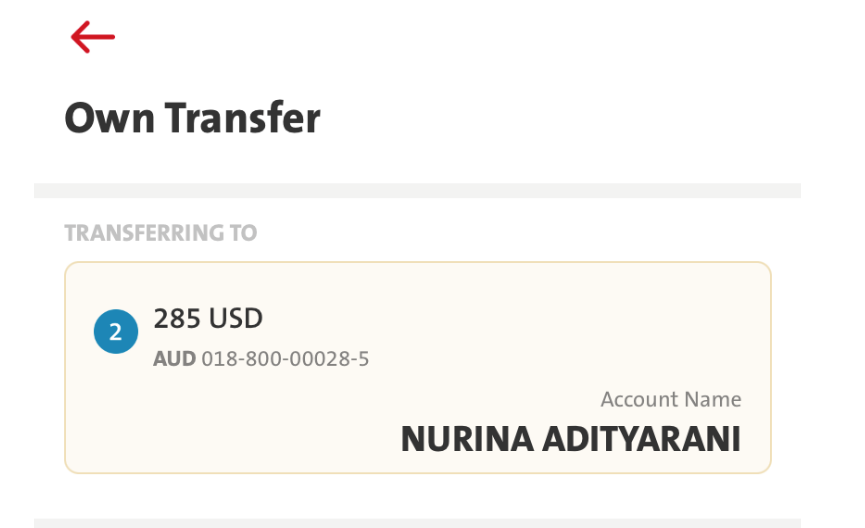 Own Transfer
TRANSFERRING TO
2
285 USD
AUD 018-800-00028-5
Account Name
NURINA ADITYARANI